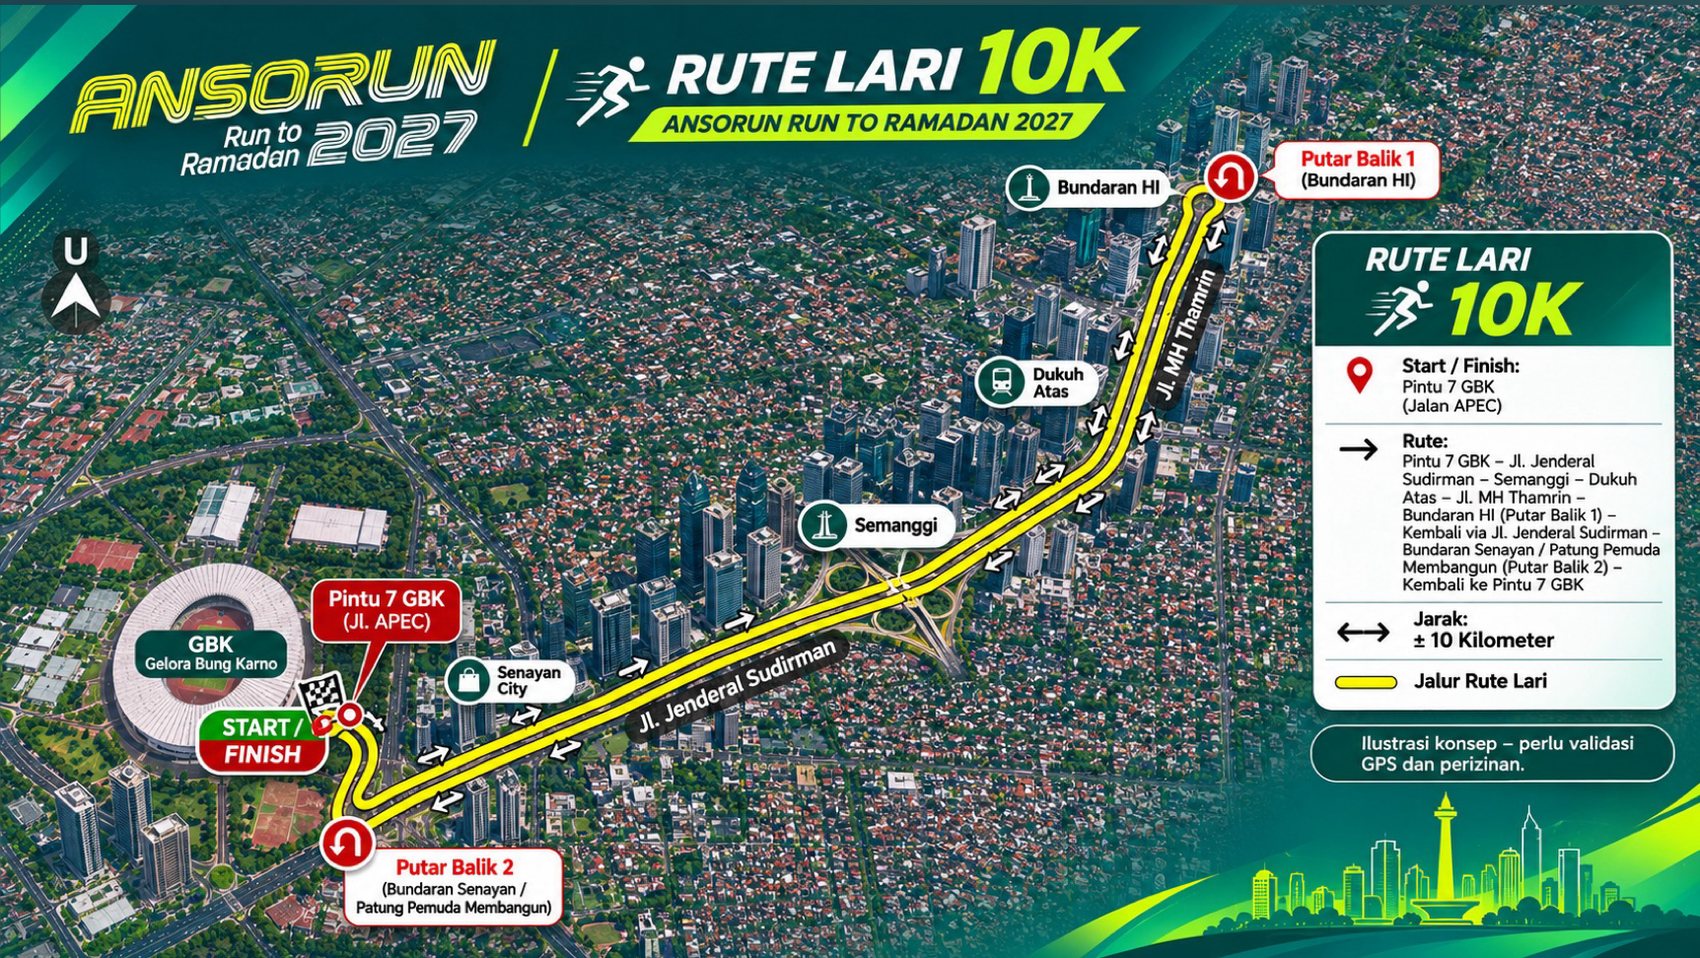 ANSORUN
Run to
Ramadan 2027
RUTE LARI 10K
ANSORUN RUN TO RAMADAN 2027
U
Bundaran HI
Putar Balik 1
(Bundaran HI)
Jl. MH Thamrin
Dukuh
Atas
Semanggi
Jl. Jenderal Sudirman
Senayan
City
Pintu 7 GBK
(Jl. APEC)
GBK
Gelora Bung Karno
START /
FINISH
Putar Balik 2
(Bundaran Senayan /
Patung Pemuda Membangun)
RUTE LARI
10K
Start / Finish:
Pintu 7 GBK
(Jalan APEC)
Rute:
Pintu 7 GBK – Jl. Jenderal
Sudirman – Semanggi – Dukuh
Atas – Jl. MH Thamrin –
Bundaran HI (Putar Balik 1) –
Kembali via Jl. Jenderal Sudirman –
Bundaran Senayan / Patung Pemuda
Membangun (Putar Balik 2) –
Kembali ke Pintu 7 GBK
Jarak:
± 10 Kilometer
Jalur Rute Lari
Ilustrasi konsep – perlu validasi
GPS dan perizinan.